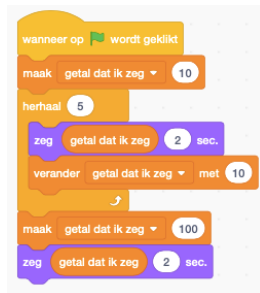 wanneer op wordt geklikt
maak getal dat ik zeg 10
herhaal 5
zeg getal dat ik zeg 2 sec.
verander getal dat ik zeg met 10
maak getal dat ik zeg 100
zeg getal dat ik zeg 2 sec.